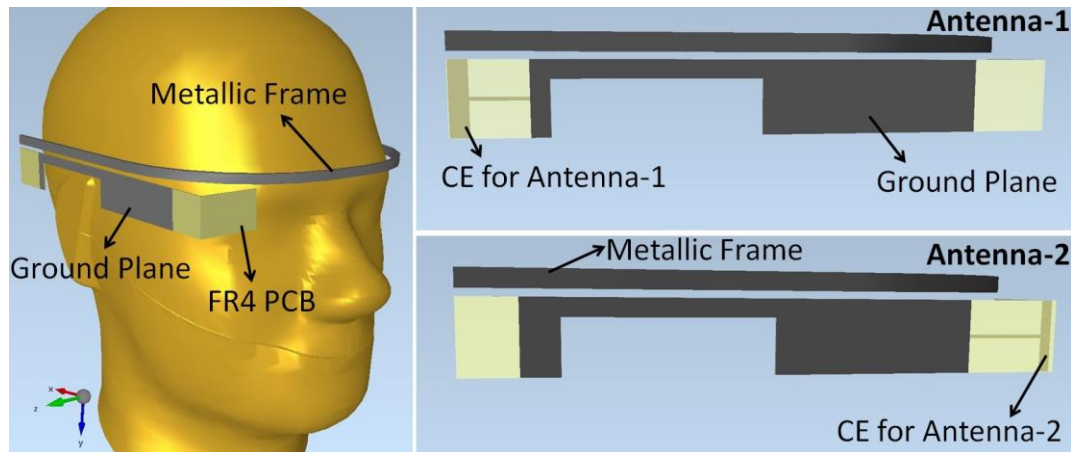 Metallic Frame
Ground Plane
FR4 PCB
x
z
y
Antenna-1
CE for Antenna-1
Ground Plane
Metallic Frame
Antenna-2
CE for Antenna-2